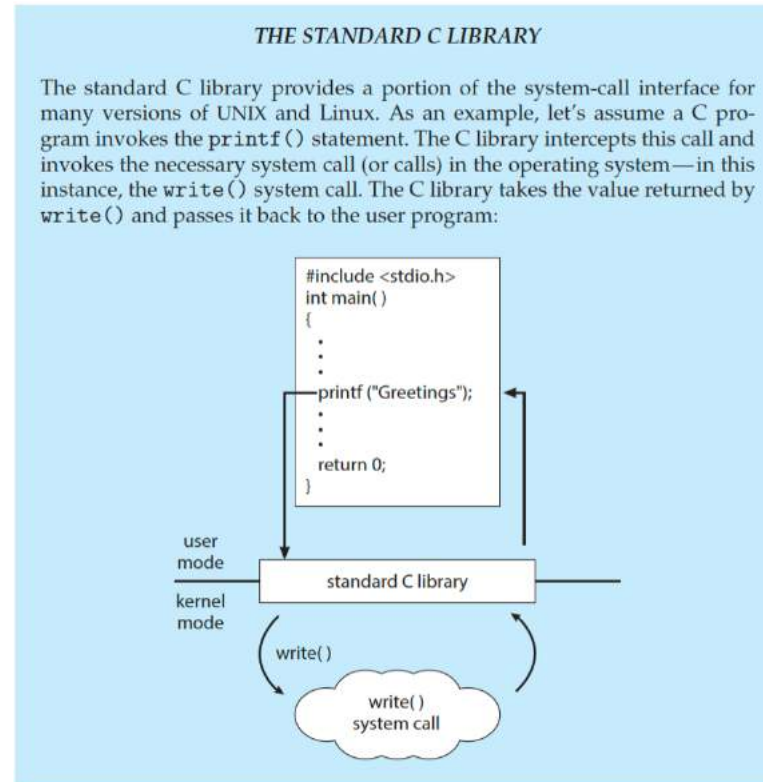 THE STANDARD C LIBRARY
The standard C library provides a portion of the system-call interface for
many versions of UNIX and Linux. As an example, let's assume a C pro-
gram invokes the printf() statement. The C library intercepts this call and
invokes the necessary system call (or calls) in the operating system—in this
instance, the write() system call. The C library takes the value returned by
write() and passes it back to the user program:
#include <stdio.h>
int main( )
{
•
•
•
printf ("Greetings");
•
•
•
return 0;
}
user
mode
standard C library
kernel
mode
write( )
write( )
system call